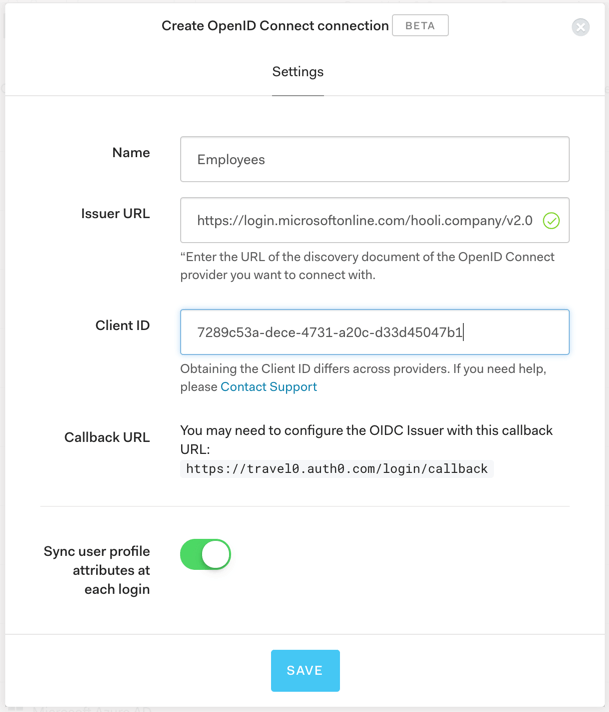 Create OpenID Connect connection BETA
Settings
Name
Employees
Issuer URL
https://login.microsoftonline.com/hooli.company/v2.0
“Enter the URL of the discovery document of the OpenID Connect
provider you want to connect with.
Client ID
7289c53a-dece-4731-a20c-d33d45047b1
Obtaining the Client ID differs across providers. If you need help,
please Contact Support
Callback URL
You may need to configure the OIDC Issuer with this callback
URL:
https://travel0.auth0.com/login/callback
Sync user profile
attributes at
each login
SAVE